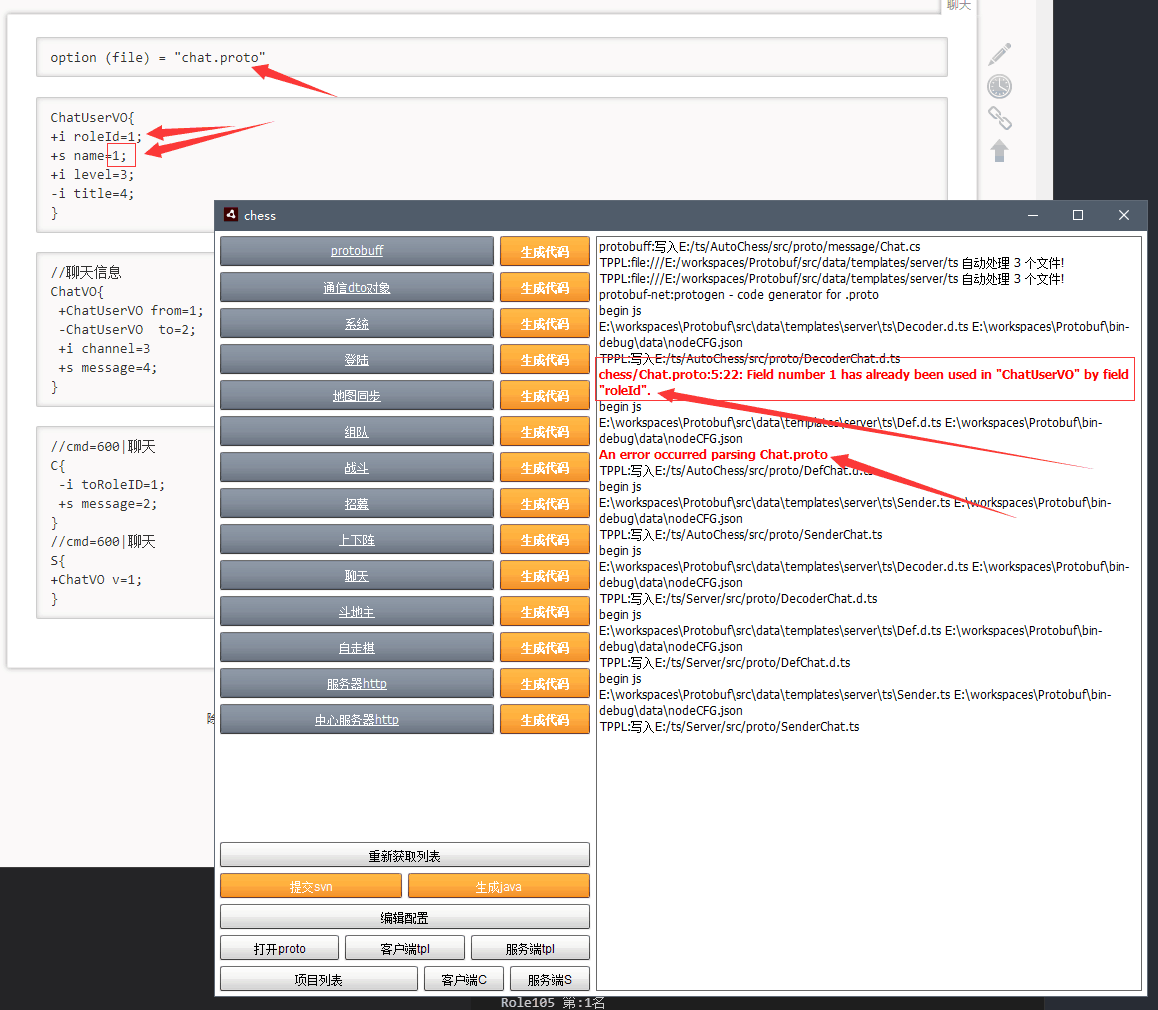 聊天
option (file) = "chat.proto"
ChatUserVO{
+i roleId=1;
+s name=1;
+i level=3;
-i title=4;
}
//聊天信息
ChatVO{
+ChatUserVO from=1;
-ChatUserVO  to=2;
+i channel=3
+s message=4;
}
//cmd=600|聊天
C{
-i toRoleID=1;
+s message=2;
}
//cmd=600|聊天
S{
+ChatVO v=1;
}
chess
protobuff 生成代码
通信dto对象 生成代码
系统 生成代码
登陆 生成代码
地图同步 生成代码
组队 生成代码
战斗 生成代码
招募 生成代码
上下阵 生成代码
聊天 生成代码
斗地主 生成代码
自走棋 生成代码
服务器http 生成代码
中心服务器http 生成代码
重新获取列表
提交svn 生成java
编辑配置
打开proto 客户端tpl 服务端tpl
项目列表 客户端C 服务端S
protobuff:写入E:/ts/AutoChess/src/proto/message/Chat.cs
TPPL:file:///E:/workspaces/Protobuf/src/data/templates/server/ts 自动处理 3 个文件!
TPPL:file:///E:/workspaces/Protobuf/src/data/templates/server/ts 自动处理 3 个文件!
protobuf-net:protogen - code generator for .proto
begin js
E:\workspaces\Protobuf\src\data\templates\server\ts\Decoder.d.ts E:\workspaces\Protobuf\bin-
debug\data\nodeCFG.json
TPPL:写入E:/ts/AutoChess/src/proto/DecoderChat.d.ts
chess/Chat.proto:5:22: Field number 1 has already been used in "ChatUserVO" by field
"roleId".
begin js
E:\workspaces\Protobuf\src\data\templates\server\ts\Def.d.ts E:\workspaces\Protobuf\bin-
debug\data\nodeCFG.json
An error occurred parsing Chat.proto
TPPL:写入E:/ts/AutoChess/src/proto/DefChat.d.ts
begin js
E:\workspaces\Protobuf\src\data\templates\server\ts\Sender.ts E:\workspaces\Protobuf\bin-
debug\data\nodeCFG.json
TPPL:写入E:/ts/AutoChess/src/proto/SenderChat.ts
begin js
E:\workspaces\Protobuf\src\data\templates\server\ts\Decoder.d.ts E:\workspaces\Protobuf\bin-
debug\data\nodeCFG.json
TPPL:写入E:/ts/Server/src/proto/DecoderChat.d.ts
begin js
E:\workspaces\Protobuf\src\data\templates\server\ts\Def.d.ts E:\workspaces\Protobuf\bin-
debug\data\nodeCFG.json
TPPL:写入E:/ts/Server/src/proto/DefChat.d.ts
begin js
E:\workspaces\Protobuf\src\data\templates\server\ts\Sender.ts E:\workspaces\Protobuf\bin-
debug\data\nodeCFG.json
TPPL:写入E:/ts/Server/src/proto/SenderChat.ts
Role105 第:1名